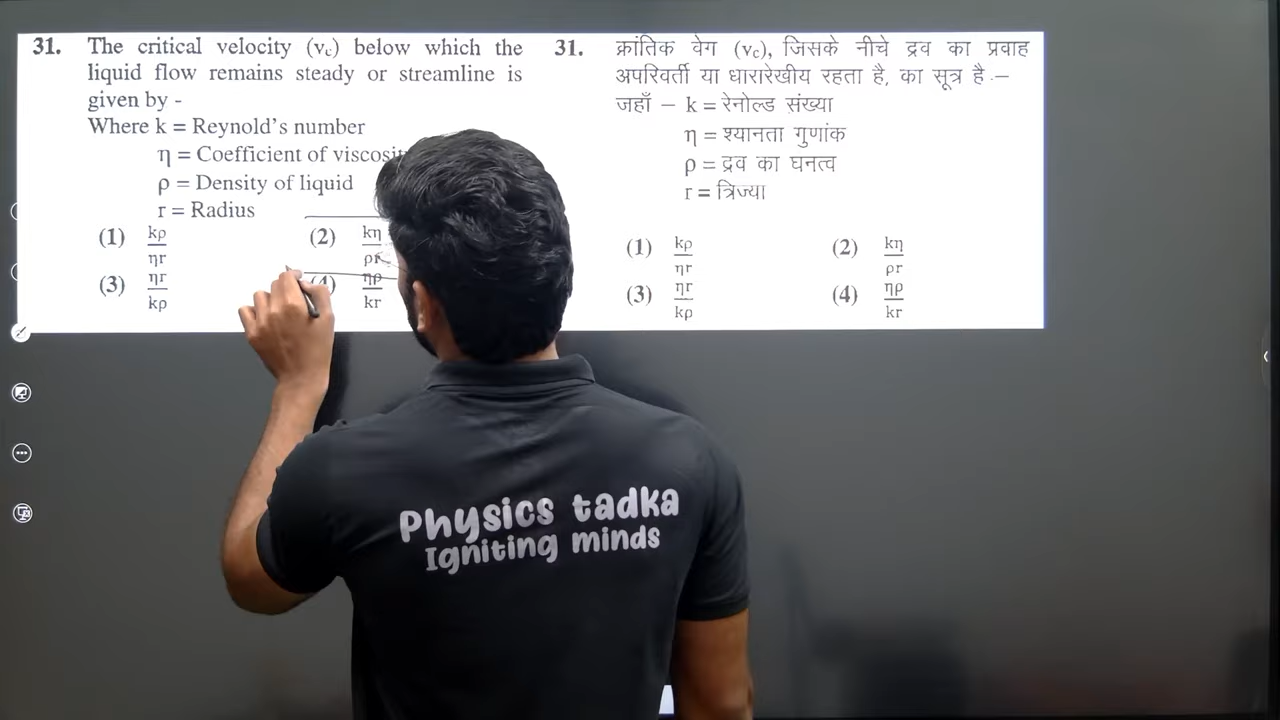 31. The critical velocity (vc) below which the
liquid flow remains steady or streamline is
given by -
Where k = Reynold's number
η = Coefficient of
ρ = Density of liquid
r = Radius
(1) kρ/ηr (2) kη/ρr
(3) ηr/kρ (4) ηρ/kr
31. क्रांतिक वेग (vc), जिसके नीचे द्रव का प्रवाह
अपरिवर्ती या धारारेखीय रहता है, का सूत्र है -
जहाँ - k = रेनोल्ड संख्या
η = श्यानता गुणांक
ρ = द्रव का घनत्व
r = त्रिज्या
(1) kρ/ηr (2) kη/ρr
(3) ηr/kρ (4) ηρ/kr
Physics tadka
Igniting minds